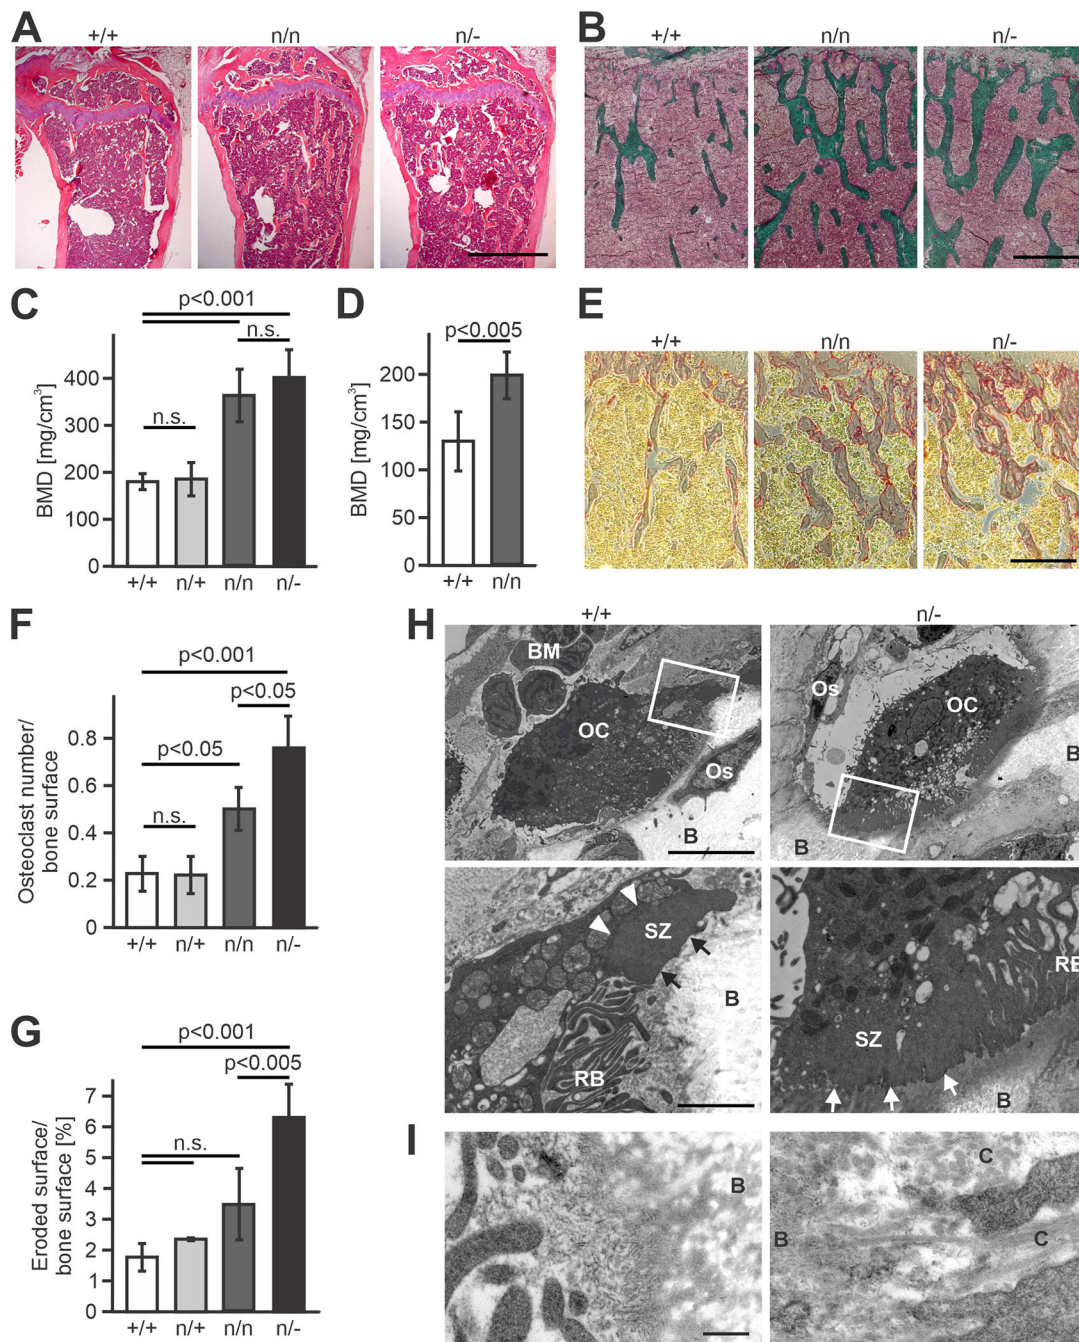 A
+/+
n/n
n/-
B
+/+
n/n
n/-
C
p<0.001
n.s.
n.s.
BMD [mg/cm³]
400
300
200
100
0
+/+
n/+
n/n
n/-
D
p<0.005
BMD [mg/cm³]
200
150
100
50
0
+/+
n/n
E
+/+
n/n
n/-
F
p<0.001
p<0.05
p<0.05
n.s.
Osteoclast number/
bone surface
0.8
0.6
0.4
0.2
0
+/+
n/+
n/n
n/-
G
p<0.001
p<0.005
n.s.
Eroded surface/
bone surface [%]
7
6
5
4
3
2
1
0
+/+
n/+
n/n
n/-
H
+/+
n/-
BM
OC
Os
B
Os
OC
B
B
SZ
B
RB
RB
SZ
B
I
B
C
B
C